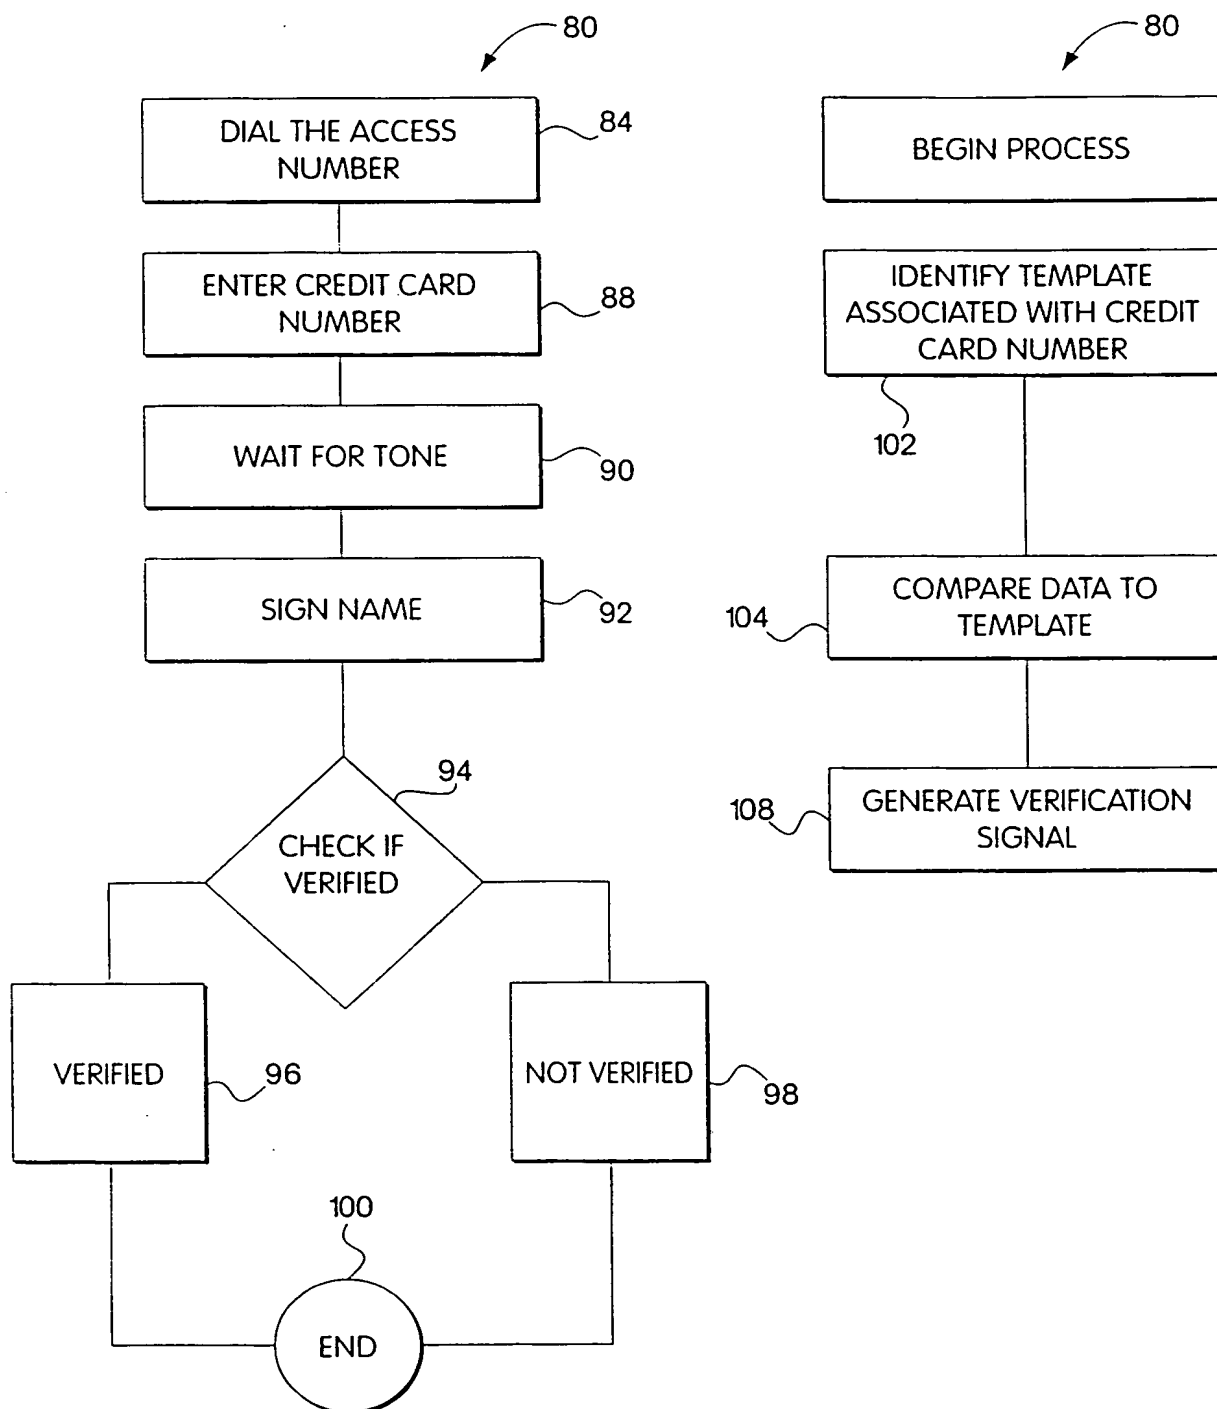 80
DIAL THE ACCESS
NUMBER
84
ENTER CREDIT CARD
NUMBER
88
WAIT FOR TONE
90
SIGN NAME
92
94
CHECK IF
VERIFIED
VERIFIED
96
NOT VERIFIED
98
100
END
80
BEGIN PROCESS
IDENTIFY TEMPLATE
ASSOCIATED WITH CREDIT
CARD NUMBER
102
COMPARE DATA TO
TEMPLATE
104
GENERATE VERIFICATION
SIGNAL
108